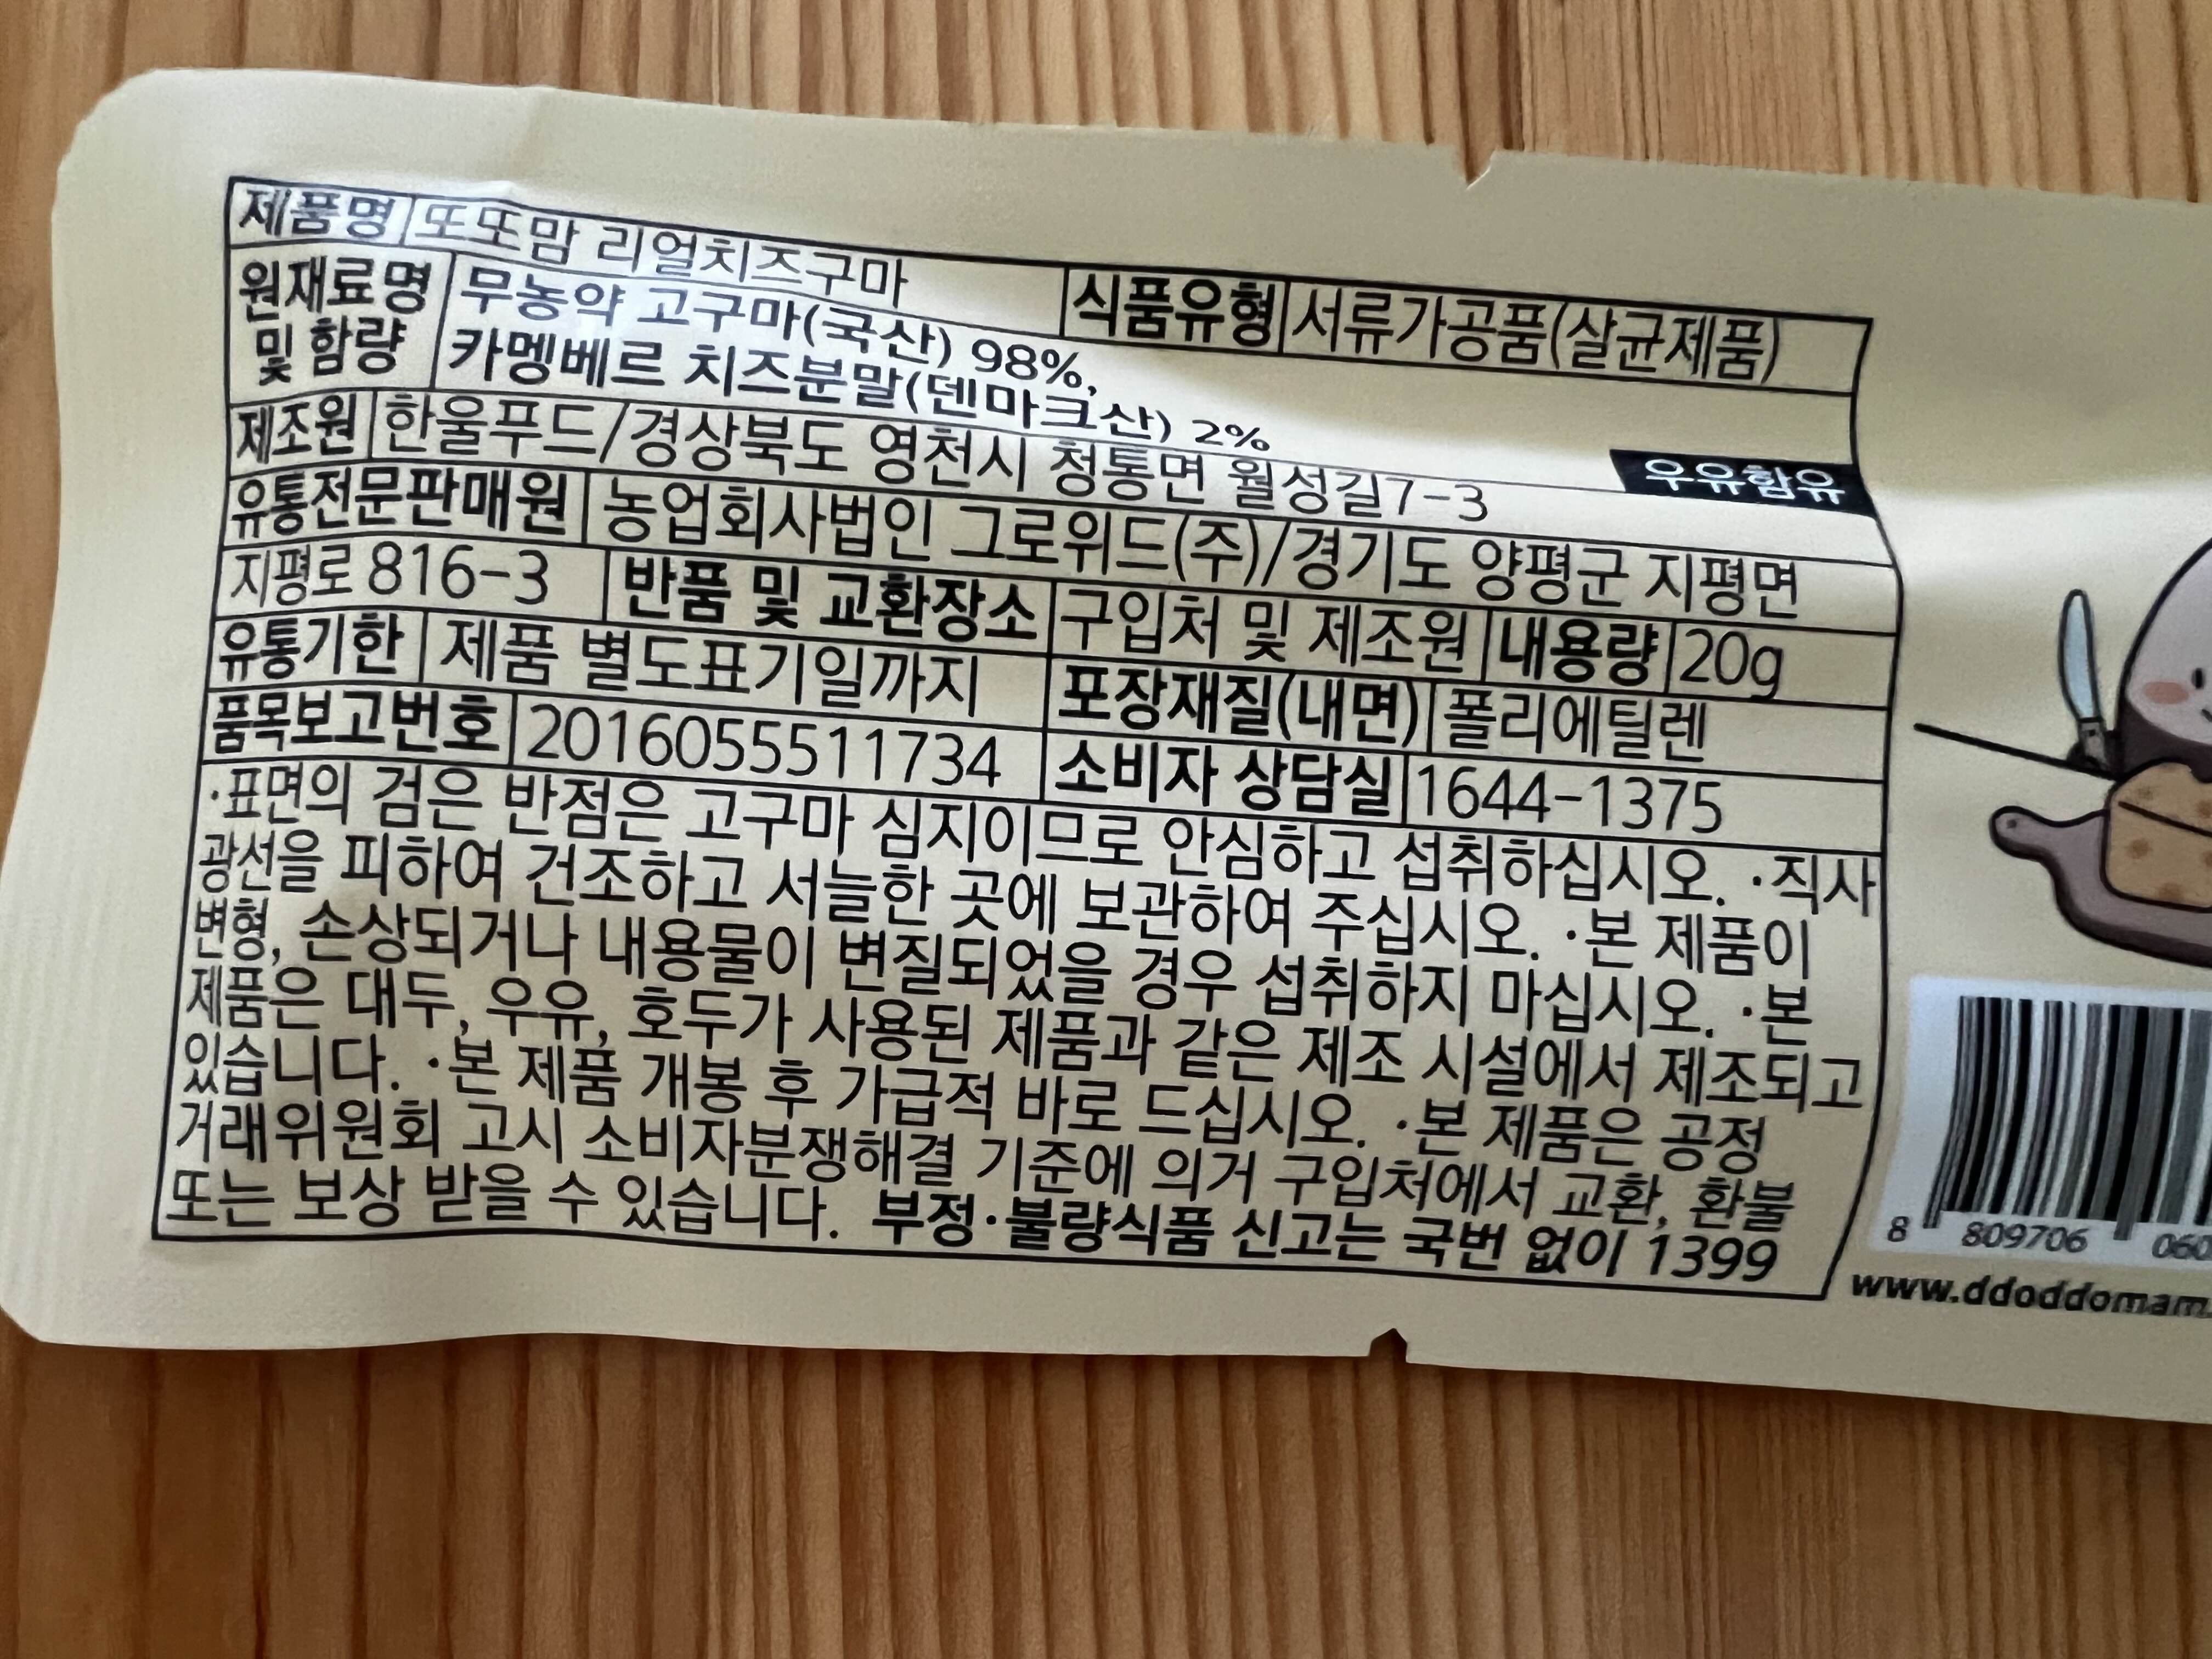 제품명 또또맘 리얼치즈구마 식품유형 서류가공품(살균제품)
원재료명 및 함량 무농약 고구마(국산) 98%,
카멩베르 치즈분말(덴마크산) 2%
우유함유
제조원 한울푸드/경상북도 영천시 청통면 월성길7-3
유통전문판매원 농업회사법인 그로위드(주)/경기도 양평군 지평면
지평로 816-3 반품 및 교환장소 구입처 및 제조원 내용량 20g
유통기한 제품 별도표기일까지 포장재질(내면) 폴리에틸렌
품목보고번호 2016055511734 소비자 상담실 1644-1375
·표면의 검은 반점은 고구마 심지이므로 안심하고 섭취하십시오. ·직사
광선을 피하여 건조하고 서늘한 곳에 보관하여 주십시오. ·본 제품이
변형, 손상되거나 내용물이 변질되었을 경우 섭취하지 마십시오. ·본
제품은 대두, 우유, 호두가 사용된 제품과 같은 제조 시설에서 제조되고
있습니다. ·본 제품 개봉 후 가급적 바로 드십시오. ·본 제품은 공정
거래위원회 고시 소비자분쟁해결 기준에 의거 구입처에서 교환, 환불
또는 보상 받을 수 있습니다. 부정·불량식품 신고는 국번 없이 1399
8 809706 060
www.ddoddomam.